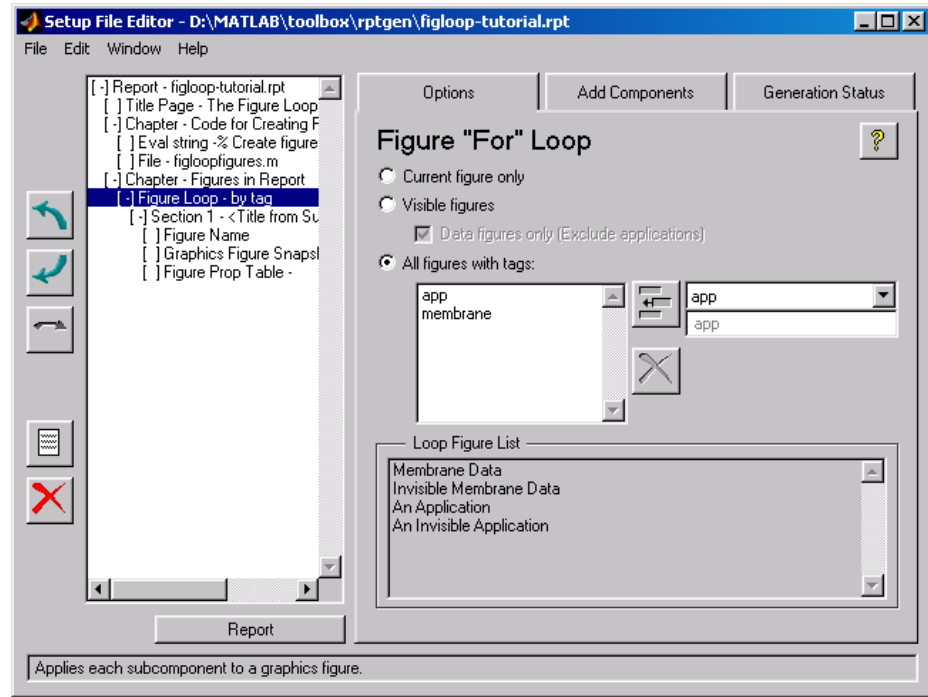 Setup File Editor - D:\MATLAB\toolbox\rptgen\figloop-tutorial.rpt
File Edit Window Help
[-] Report - figloop-tutorial.rpt
[ ] Title Page - The Figure Loop
[-] Chapter - Code for Creating F
[ ] Eval string -% Create figure
[ ] File - figloopfigures.m
[-] Chapter - Figures in Report
[-] Figure Loop - by tag
[-] Section 1 - <Title from Su
[ ] Figure Name
[ ] Graphics Figure Snapsl
[ ] Figure Prop Table -
Report
Options
Add Components
Generation Status
Figure "For" Loop
?
Current figure only
Visible figures
Data figures only (Exclude applications)
All figures with tags:
app
membrane
app
app
Loop Figure List
Membrane Data
Invisible Membrane Data
An Application
An Invisible Application
Applies each subcomponent to a graphics figure.